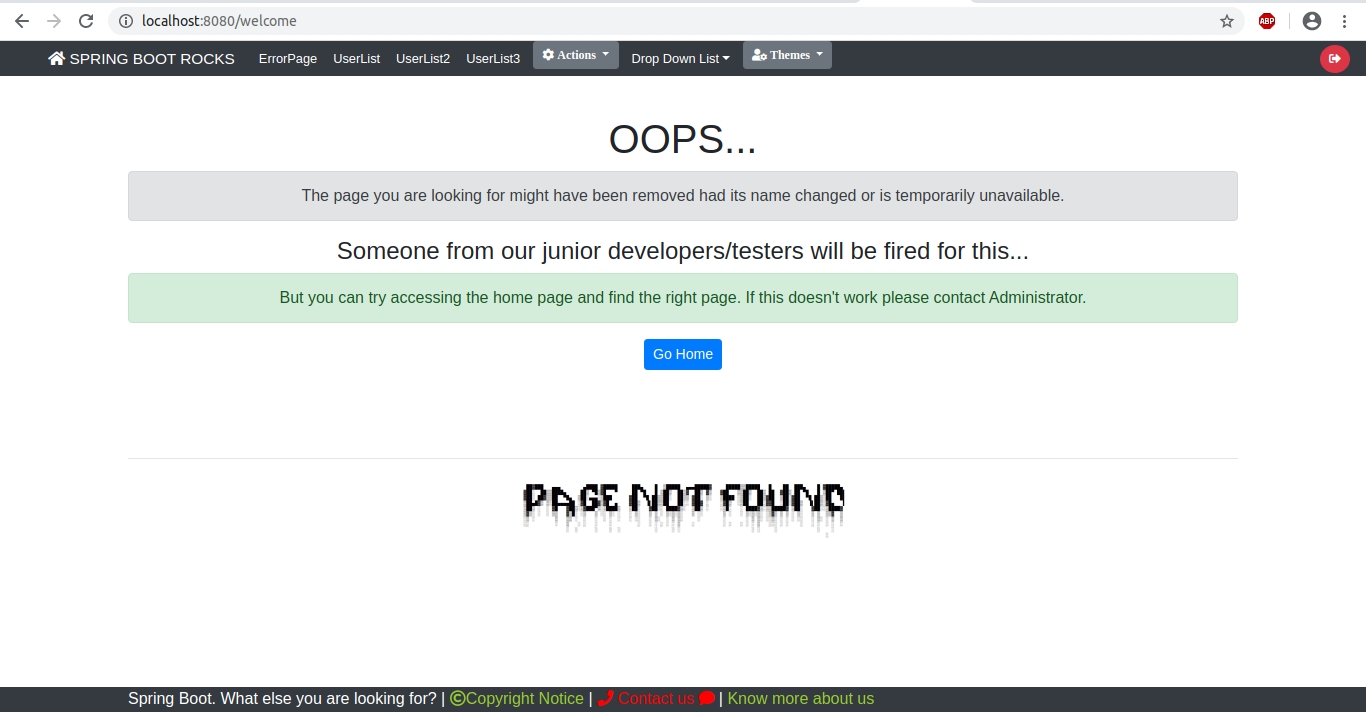 localhost:8080/welcome
ABP
SPRING BOOT ROCKS ErrorPage UserList UserList2 UserList3 Actions Drop Down List Themes
OOPS...
The page you are looking for might have been removed had its name changed or is temporarily unavailable.
Someone from our junior developers/testers will be fired for this...
But you can try accessing the home page and find the right page. If this doesn't work please contact Administrator.
Go Home
PAGE NOT FOUND
Spring Boot. What else you are looking for? | ©Copyright Notice | Contact us | Know more about us